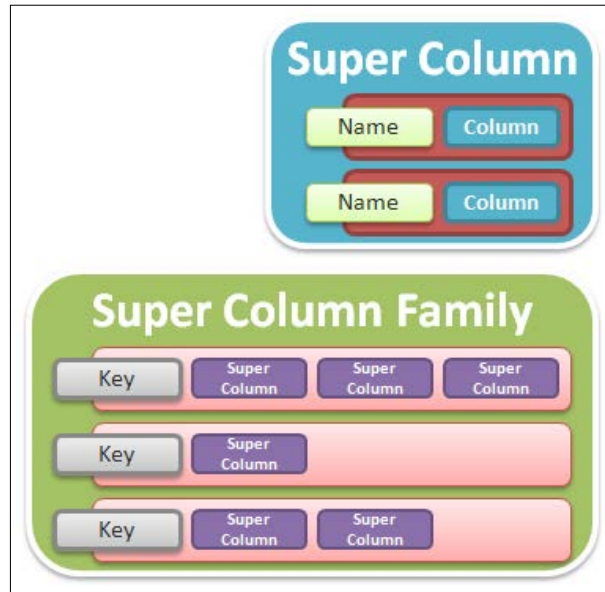 Super Column
Name Column
Name Column
Super Column Family
Key Super Column Super Column Super Column
Key Super Column
Key Super Column Super Column